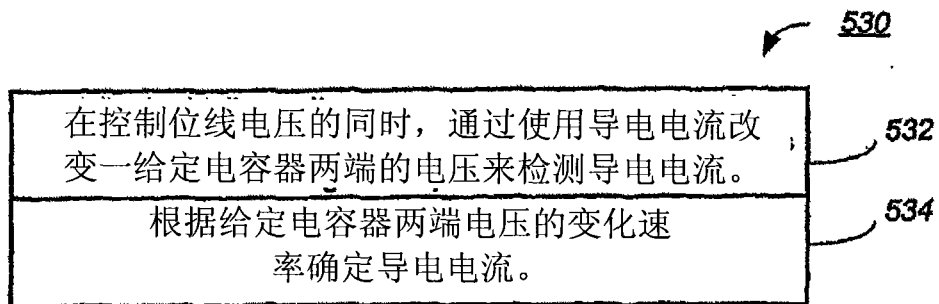 530
在控制位线电压的同时，通过使用导电电流改
变一给定电容器两端的电压来检测导电电流。
532
根据给定电容器两端电压的变化速
率确定导电电流。
534